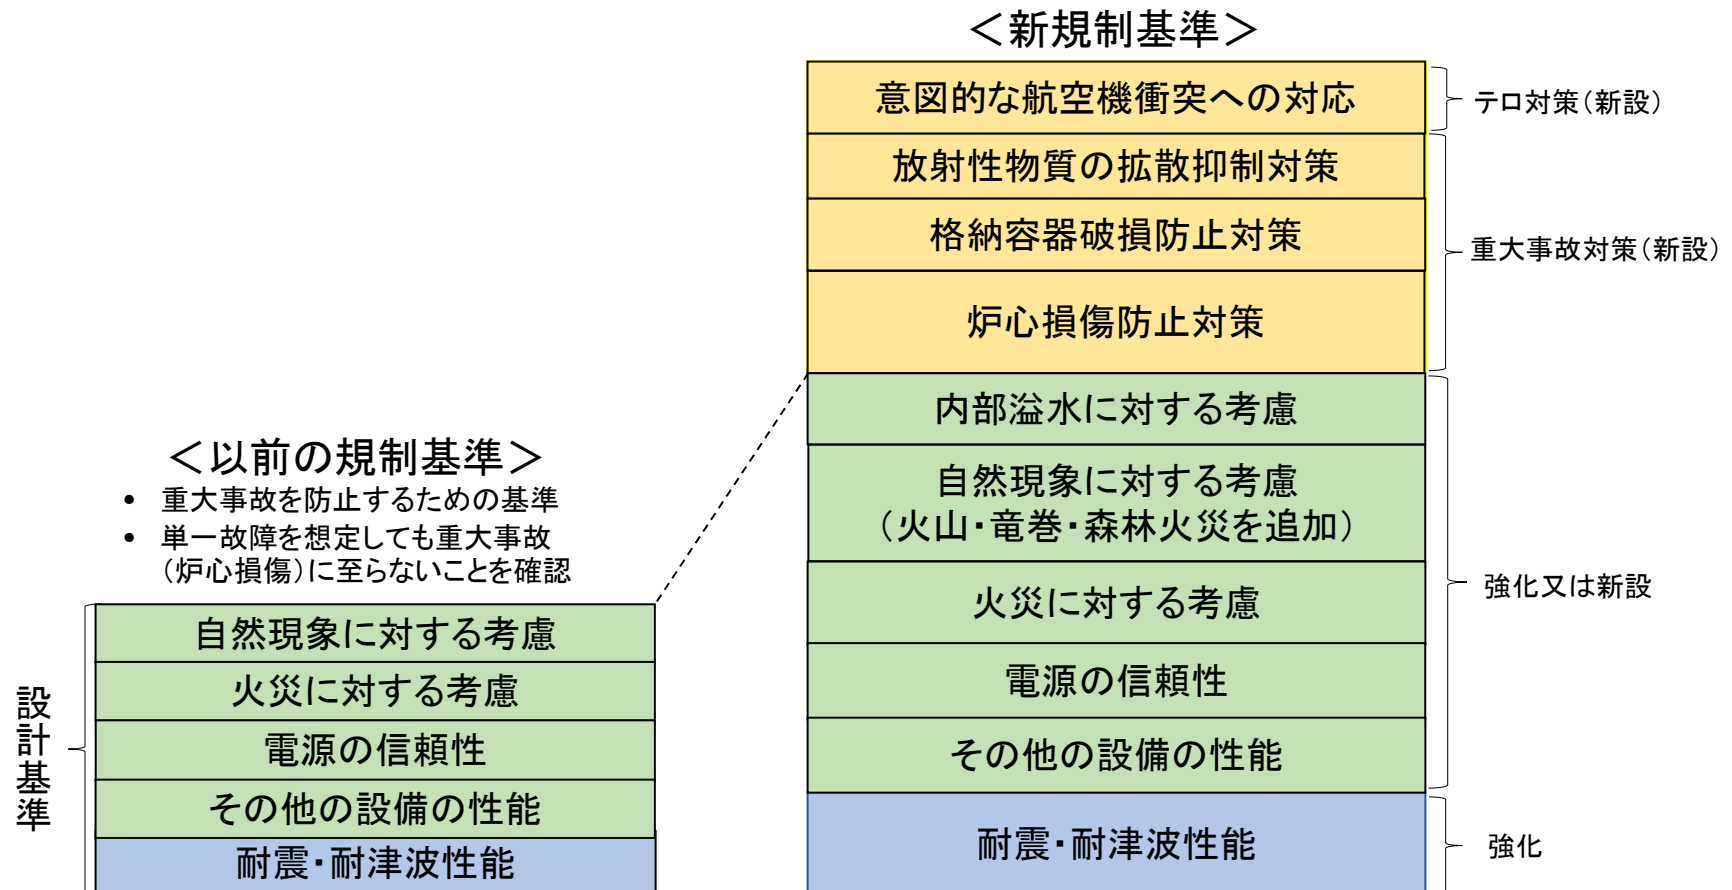 ＜新規制基準＞
意図的な航空機衝突への対応
テロ対策（新設）
放射性物質の拡散抑制対策
格納容器破損防止対策
炉心損傷防止対策
重大事故対策（新設）
内部溢水に対する考慮
自然現象に対する考慮
（火山・竜巻・森林火災を追加）
火災に対する考慮
電源の信頼性
その他の設備の性能
強化又は新設
耐震・耐津波性能
強化
＜以前の規制基準＞
• 重大事故を防止するための基準
• 単一故障を想定しても重大事故
（炉心損傷）に至らないことを確認
設計基準
自然現象に対する考慮
火災に対する考慮
電源の信頼性
その他の設備の性能
耐震・耐津波性能